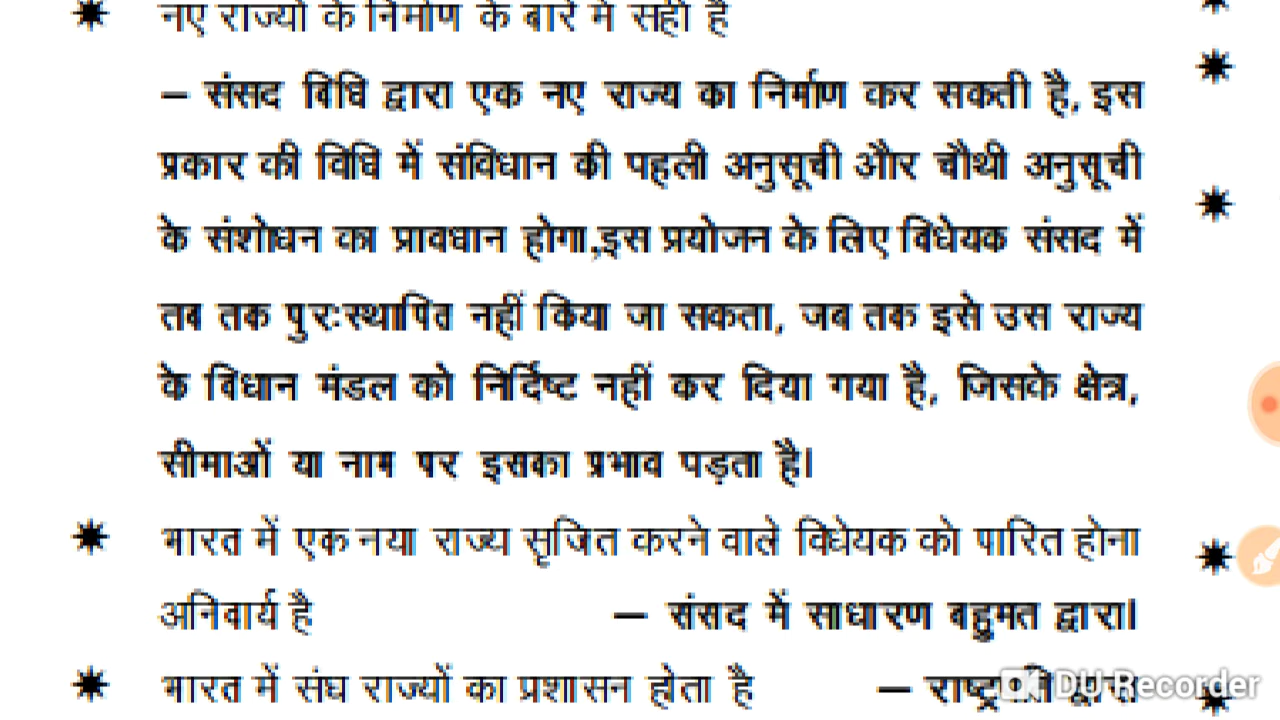 नए राज्यों के निर्माण के बारे में सही है
– संसद विधि द्वारा एक नए राज्य का निर्माण कर सकती है, इस
प्रकार की विधि में संविधान की पहली अनुसूची और चौथी अनुसूची
के संशोधन का प्रावधान होगा,इस प्रयोजन के लिए विधेयक संसद में
तब तक पुरःस्थापित नहीं किया जा सकता, जब तक इसे उस राज्य
के विधान मंडल को निर्दिष्ट नहीं कर दिया गया है, जिसके क्षेत्र,
सीमाओं या नाम पर इसका प्रभाव पड़ता है।
भारत में एक नया राज्य सृजित करने वाले विधेयक को पारित होना
अनिवार्य है – संसद में साधारण बहुमत द्वारा।
भारत में संघ राज्यों का प्रशासन होता है – राष्ट्रपति द्वारा
DU Recorder